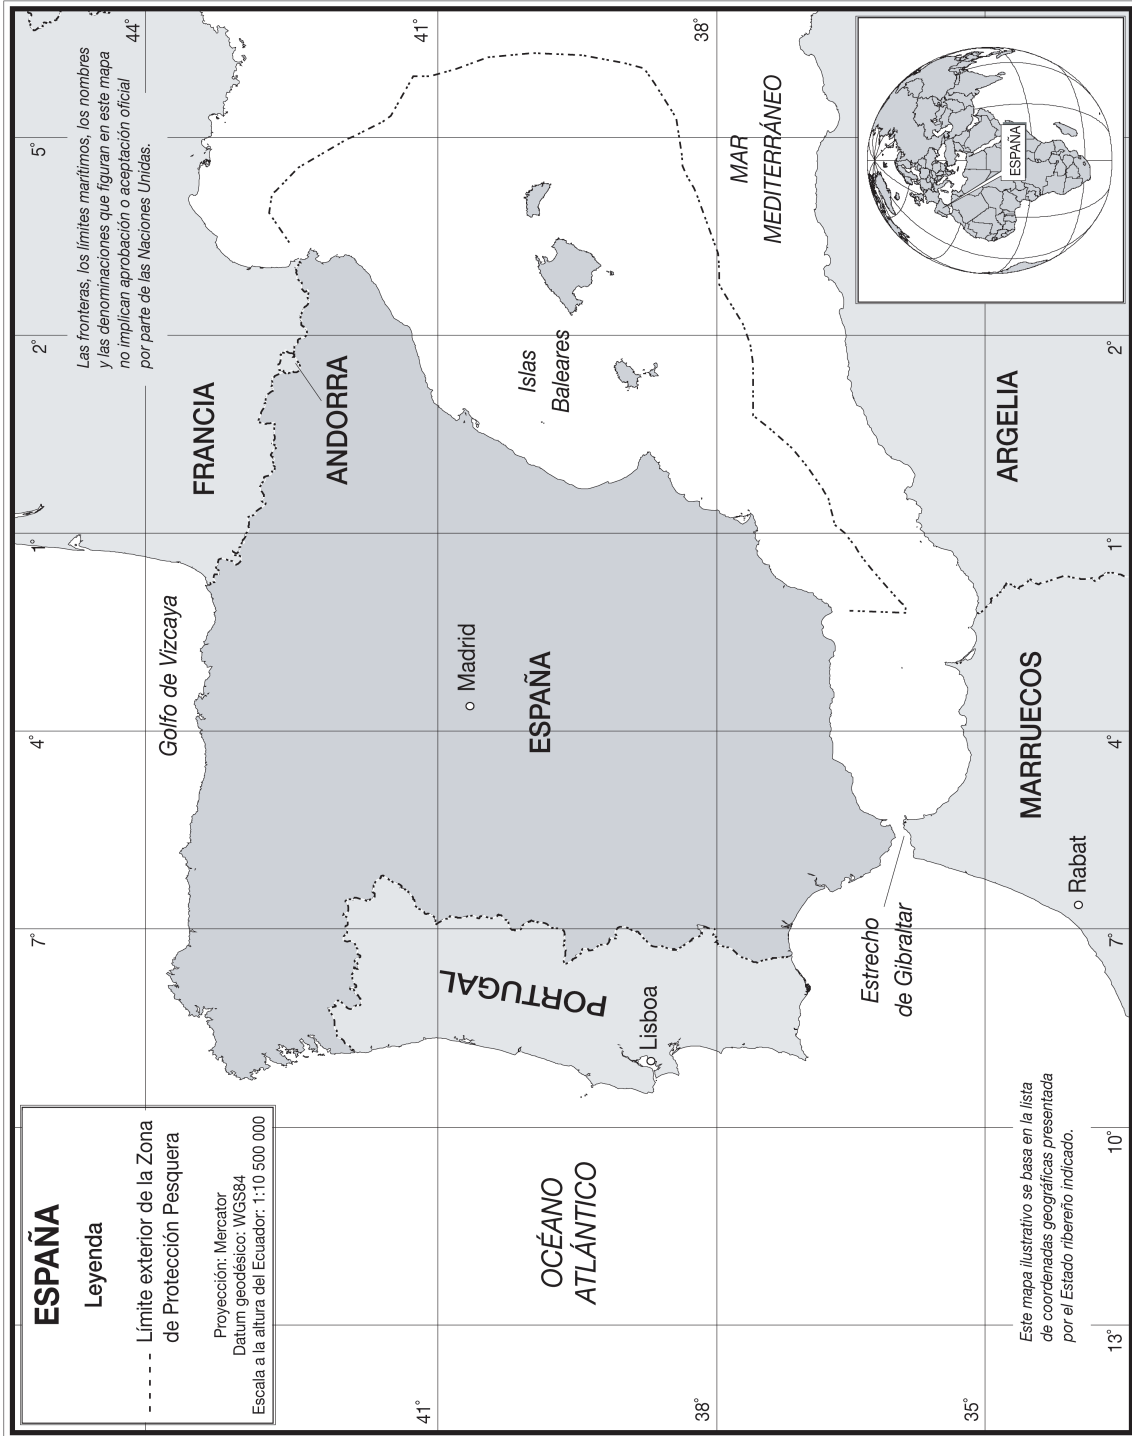 ESPAÑA
Leyenda
Límite exterior de la Zona
de Protección Pesquera
Proyección: Mercator
Datum geodésico: WGS84
Escala a la altura del Ecuador: 1:10 500 000
Las fronteras, los límites marítimos, los nombres
y las denominaciones que figuran en este mapa
no implican aprobación o aceptación oficial
por parte de las Naciones Unidas.
7°
4°
1°
2°
5°
44°
Golfo de Vizcaya
FRANCIA
ANDORRA
41°
41°
Madrid
ESPAÑA
PORTUGAL
Lisboa
OCÉANO
ATLÁNTICO
Islas
Baleares
38°
38°
MAR
MEDITERRÁNEO
Estrecho
de Gibraltar
35°
MARRUECOS
Rabat
ARGELIA
ESPAÑA
Este mapa ilustrativo se basa en la lista
de coordenadas geográficas presentada
por el Estado ribereño indicado.
13°
10°
7°
4°
1°
2°